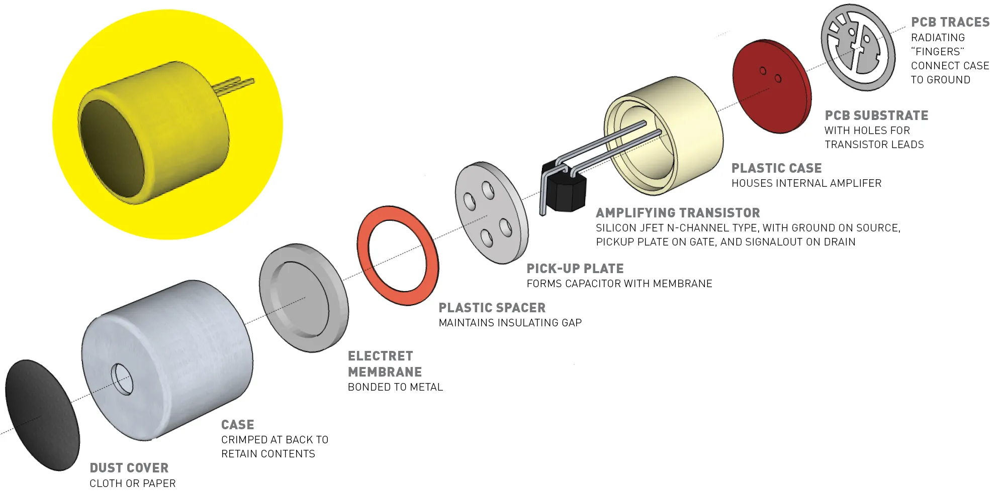 PCB TRACES
RADIATING
“FINGERS”
CONNECT CASE
TO GROUND
PCB SUBSTRATE
WITH HOLES FOR
TRANSISTOR LEADS
PLASTIC CASE
HOUSES INTERNAL AMPLIFER
AMPLIFYING TRANSISTOR
SILICON JFET N-CHANNEL TYPE, WITH GROUND ON SOURCE,
PICKUP PLATE ON GATE, AND SIGNALOUT ON DRAIN
PICK-UP PLATE
FORMS CAPACITOR WITH MEMBRANE
PLASTIC SPACER
MAINTAINS INSULATING GAP
ELECTRET
MEMBRANE
BONDED TO METAL
CASE
CRIMPED AT BACK TO
RETAIN CONTENTS
DUST COVER
CLOTH OR PAPER